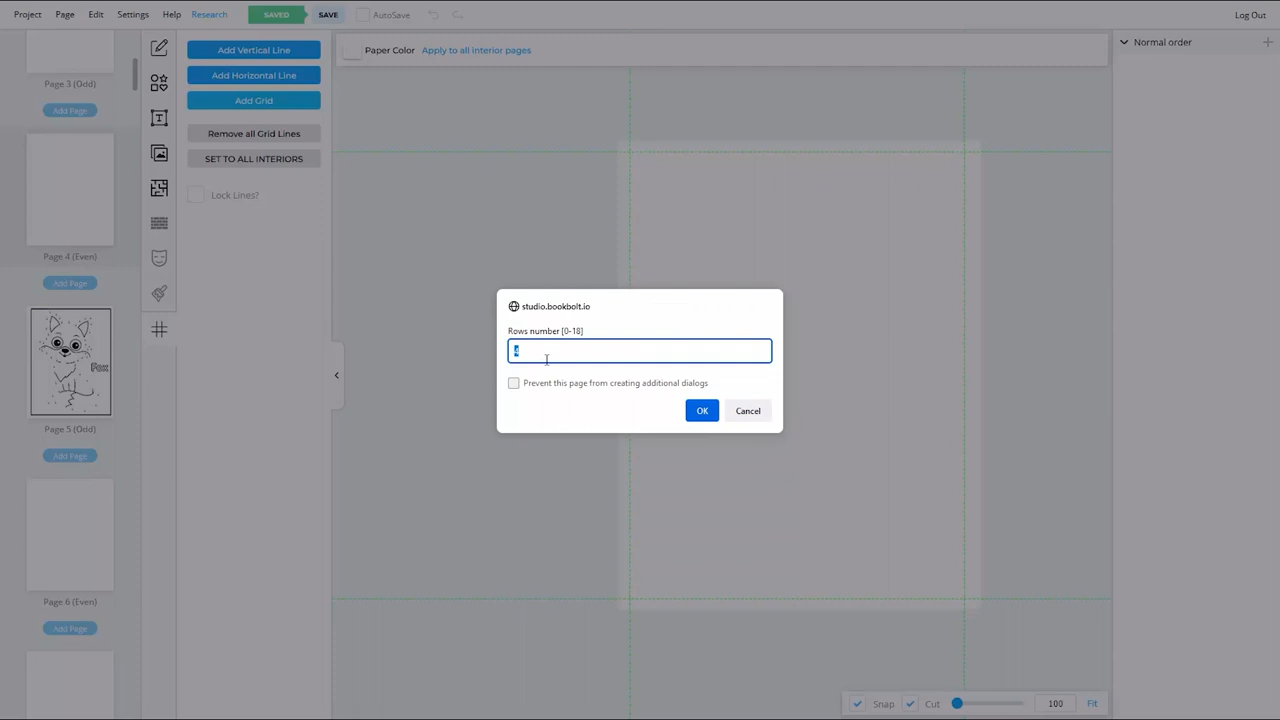 Project Page Edit Settings Help Research SAVED SAVE AutoSave Log Out
Page 3 (Odd)
Add Page
Page 4 (Even)
Add Page
Fox
Page 5 (Odd)
Add Page
Page 6 (Even)
Add Page
Add Vertical Line
Add Horizontal Line
Add Grid
Remove all Grid Lines
SET TO ALL INTERIORS
Lock Lines?
Paper Color Apply to all interior pages
studio.bookbolt.io
Rows number [0-18]
Prevent this page from creating additional dialogs
OK Cancel
Normal order
Snap Cut 100 Fit